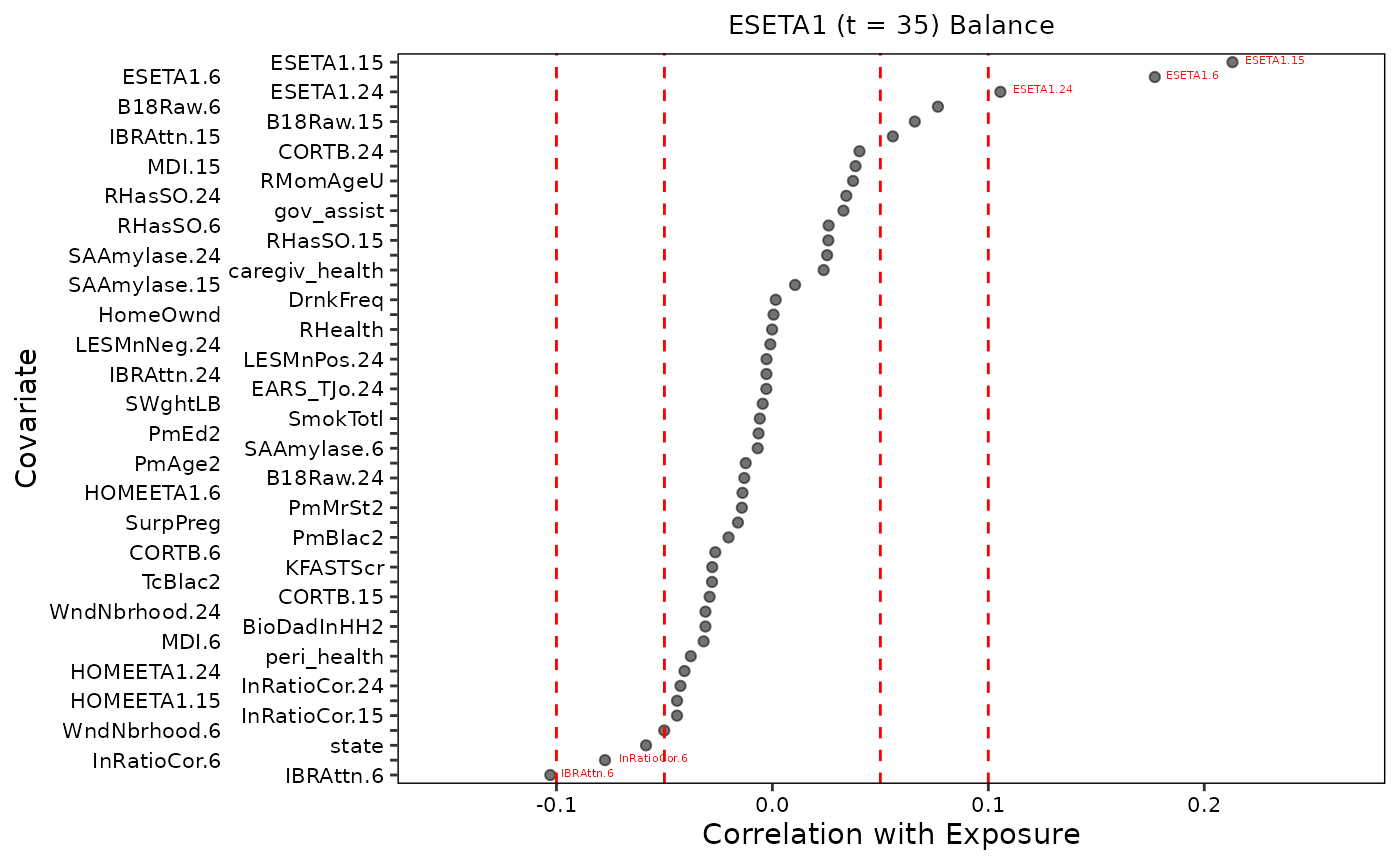 ESETA1 (t = 35) Balance
ESETA1.15
ESETA1.15
ESETA1.6
ESETA1.6
ESETA1.24
ESETA1.24
B18Raw.6
B18Raw.15
IBRAttn.15
CORTB.24
MDI.15
RMomAgeU
RHasSO.24
gov_assist
RHasSO.6
RHasSO.15
SAAmylase.24
caregiv_health
SAAmylase.15
DrnkFreq
HomeOwnd
RHealth
LESMnNeg.24
LESMnPos.24
IBRAttn.24
EARS_TJo.24
SWghtLB
SmokTotl
PmEd2
SAAmylase.6
PmAge2
B18Raw.24
HOMEETA1.6
PmMrSt2
SurpPreg
PmBlac2
CORTB.6
KFASTScr
TcBlac2
CORTB.15
WndNbrhood.24
BioDadInHH2
MDI.6
peri_health
HOMEETA1.24
InRatioCor.24
HOMEETA1.15
InRatioCor.15
WndNbrhood.6
state
InRatioCor.6
InRatioCor.6
IBRAttn.6
IBRAttn.6
Covariate
-0.1 0.0 0.1 0.2
Correlation with Exposure